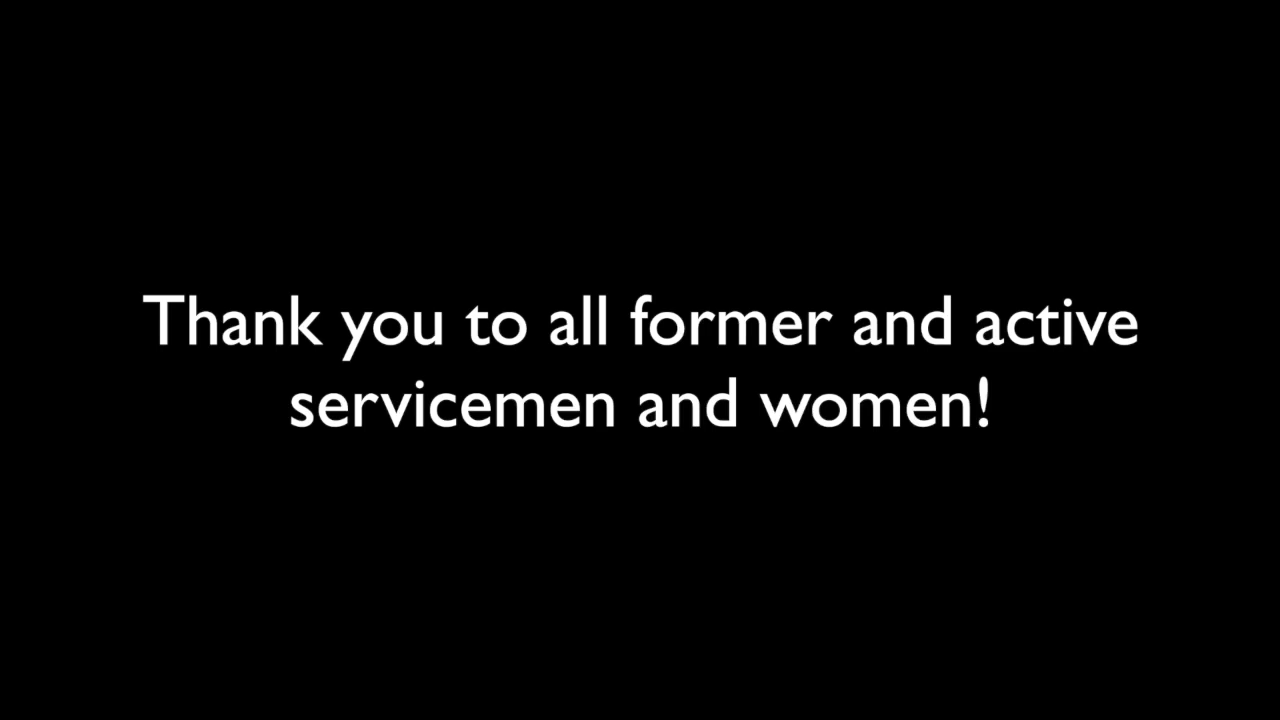 Thank you to all former and active
servicemen and women!